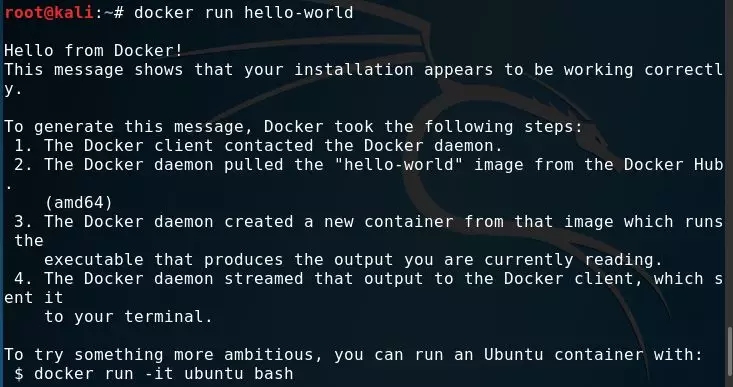 root@kali:~# docker run hello-world
Hello from Docker!
This message shows that your installation appears to be working correctl
y.
To generate this message, Docker took the following steps:
 1. The Docker client contacted the Docker daemon.
 2. The Docker daemon pulled the "hello-world" image from the Docker Hub
.
    (amd64)
 3. The Docker daemon created a new container from that image which runs
 the
    executable that produces the output you are currently reading.
 4. The Docker daemon streamed that output to the Docker client, which s
ent it
    to your terminal.
To try something more ambitious, you can run an Ubuntu container with:
 $ docker run -it ubuntu bash